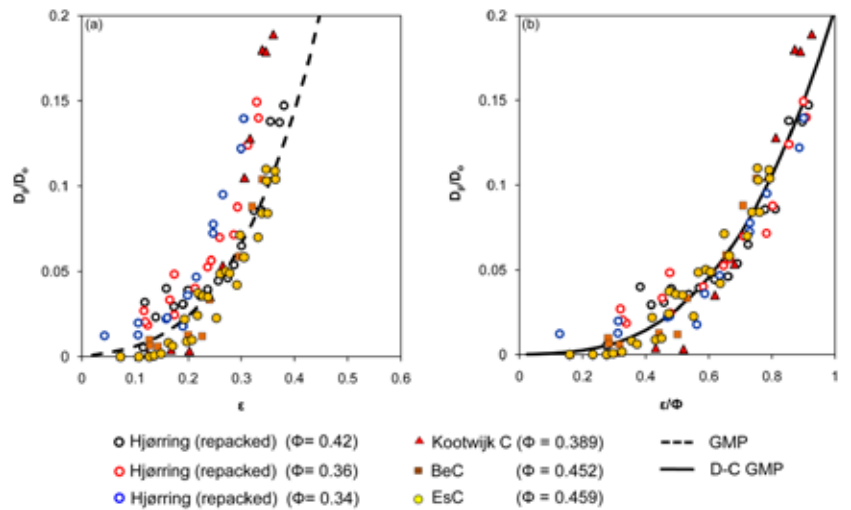 0.2
(a)
0.15
0.1
0.05
0
0
0.1
0.2
0.3
0.4
0.5
0.6
Dₚ/Dₒ
ε
0.2
(b)
0.15
0.1
0.05
0
0
0.2
0.4
0.6
0.8
1
Dₚ/Dₒ
ε/Φ
Hjørring (repacked) (Φ= 0.42)
Hjørring (repacked) (Φ= 0.36)
Hjørring (repacked) (Φ= 0.34)
Kootwijk C (Φ = 0.389)
BeC (Φ = 0.452)
EsC (Φ = 0.459)
GMP
D-C GMP